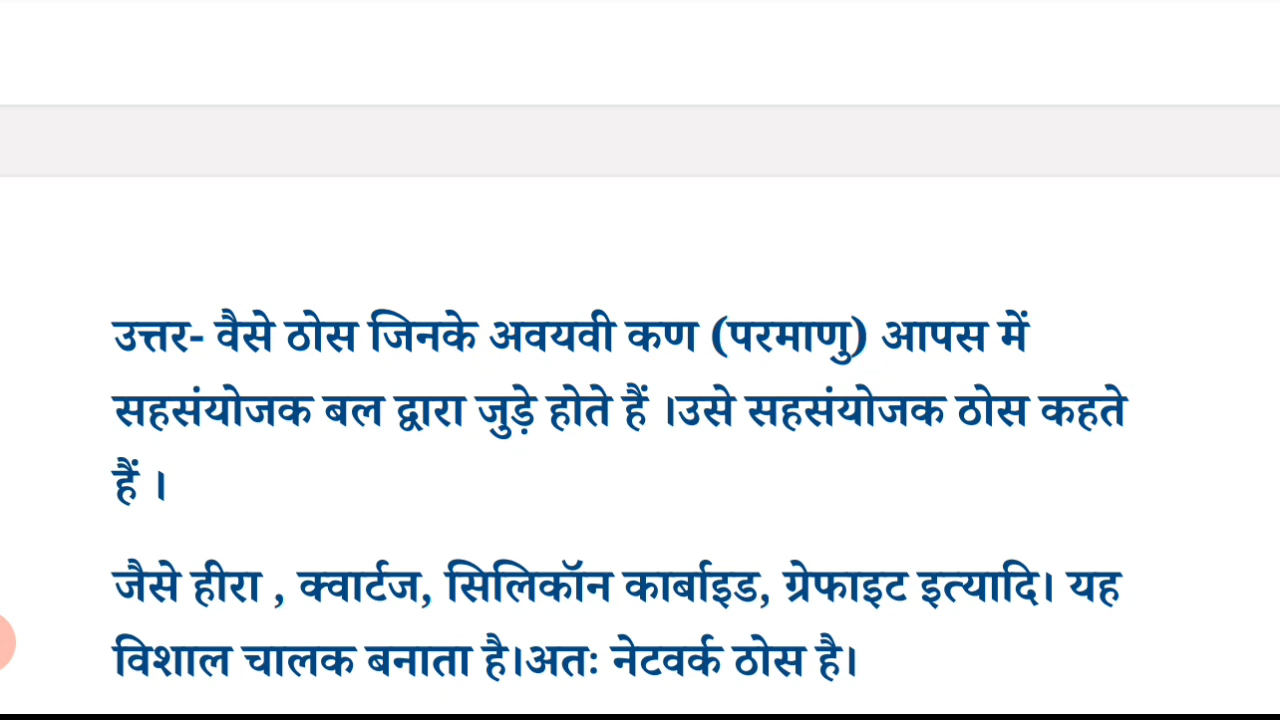 उत्तर- वैसे ठोस जिनके अवयवी कण (परमाणु) आपस में
सहसंयोजक बल द्वारा जुड़े होते हैं ।उसे सहसंयोजक ठोस कहते
हैं ।
जैसे हीरा , क्वार्टज, सिलिकॉन कार्बाइड, ग्रेफाइट इत्यादि। यह
विशाल चालक बनाता है।अतः नेटवर्क ठोस है।